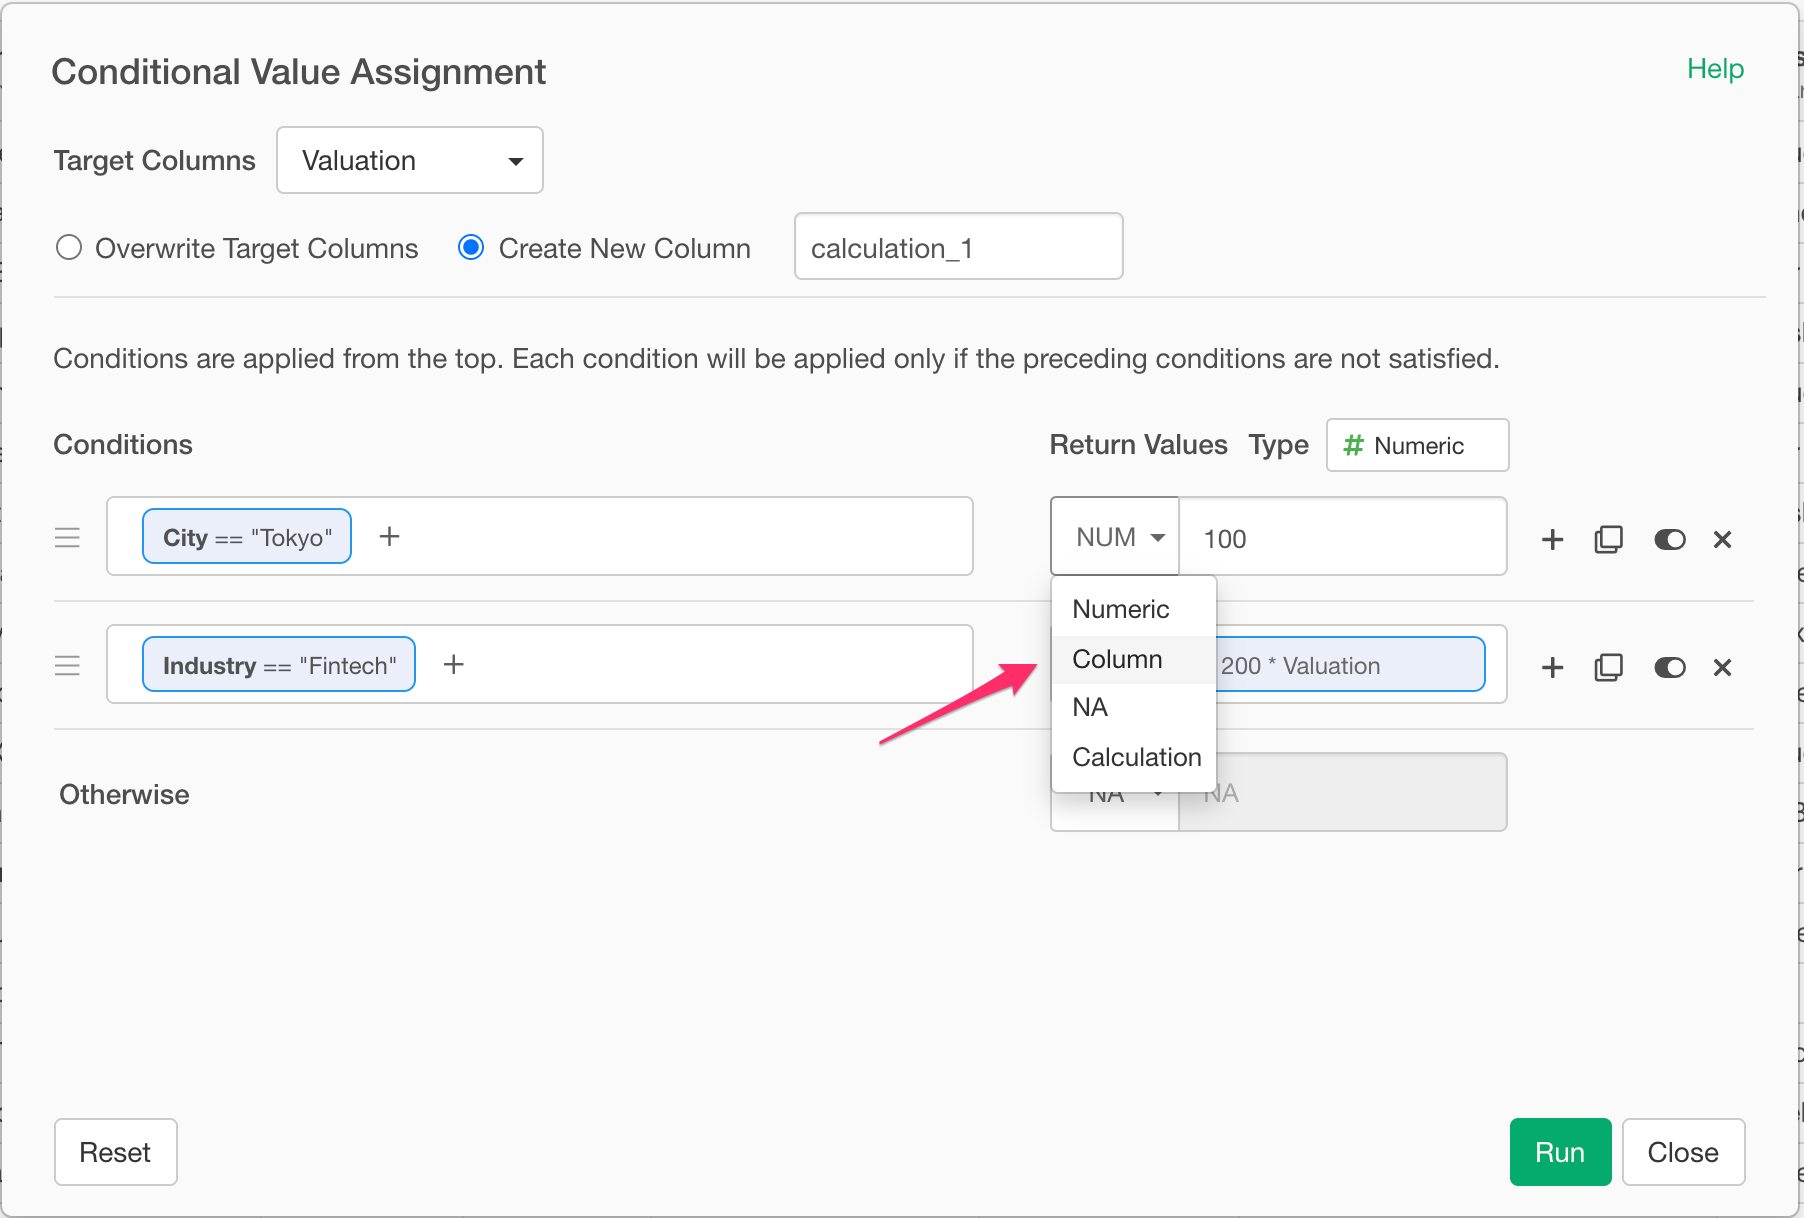 Conditional Value Assignment
Help
Target Columns Valuation
Overwrite Target Columns Create New Column calculation_1
Conditions are applied from the top. Each condition will be applied only if the preceding conditions are not satisfied.
Conditions Return Values Type # Numeric
City == "Tokyo" + NUM 100
Numeric
Industry == "Fintech" + Column 200 * Valuation
NA
Calculation
Otherwise NA NA
Reset Run Close